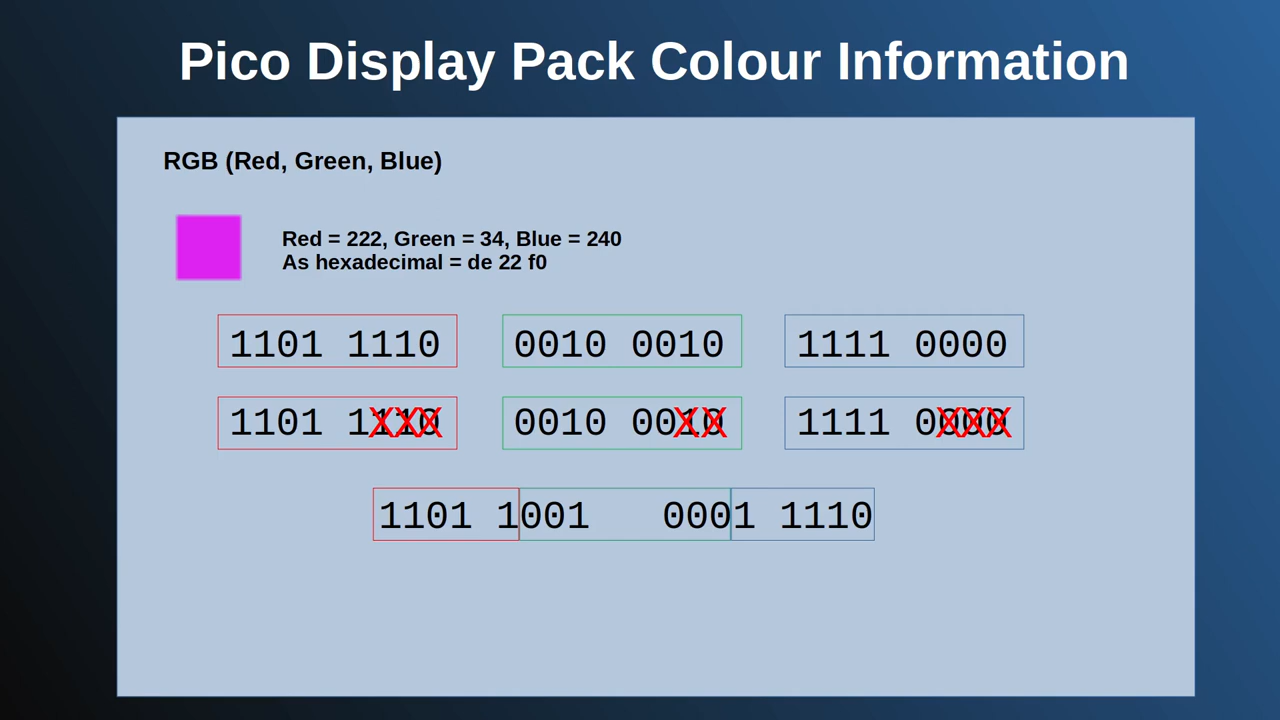 Pico Display Pack Colour Information
RGB (Red, Green, Blue)
Red = 222, Green = 34, Blue = 240
As hexadecimal = de 22 f0
1101 1110 0010 0010 1111 0000
1101 1110 0010 0010 1111 0000
1101 1001 0001 1110